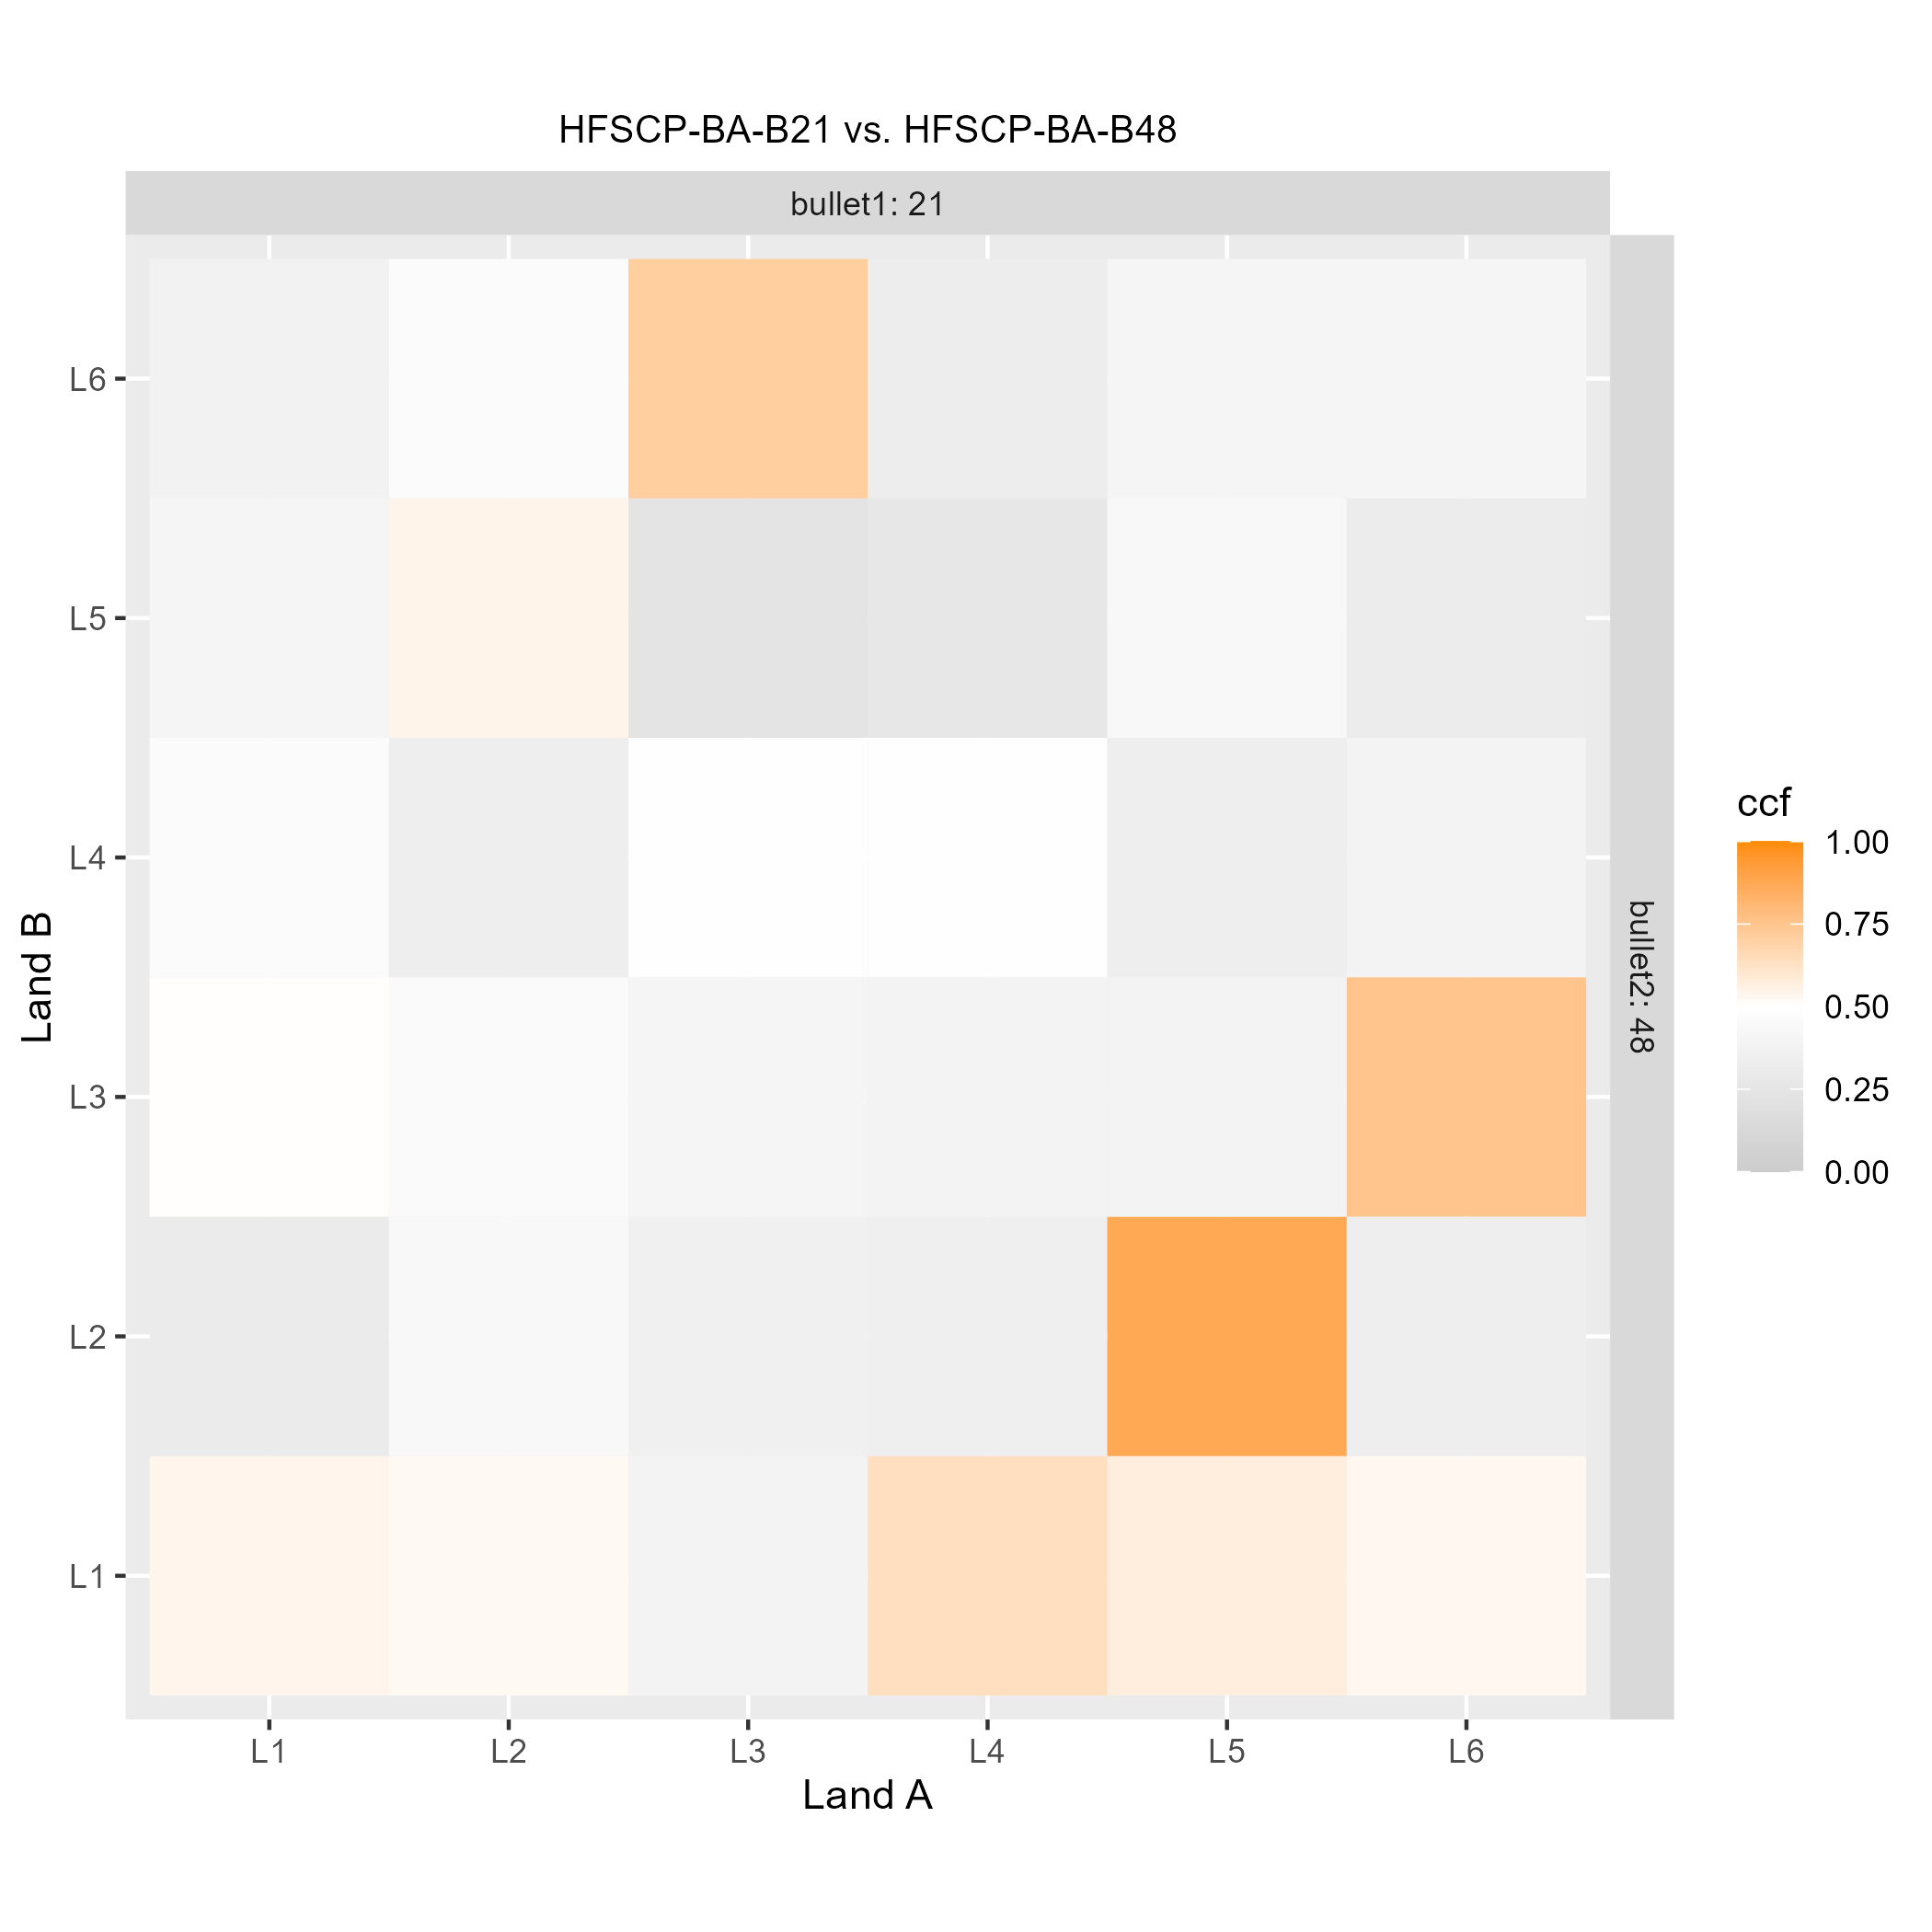 HFSCP-BA-B21 vs. HFSCP-BA-B48
bullet1: 21
L6
L5
L4
L3
L2
L1
Land B
bullet2: 48
ccf
1.00
0.75
0.50
0.25
0.00
L1 L2 L3 L4 L5 L6
Land A